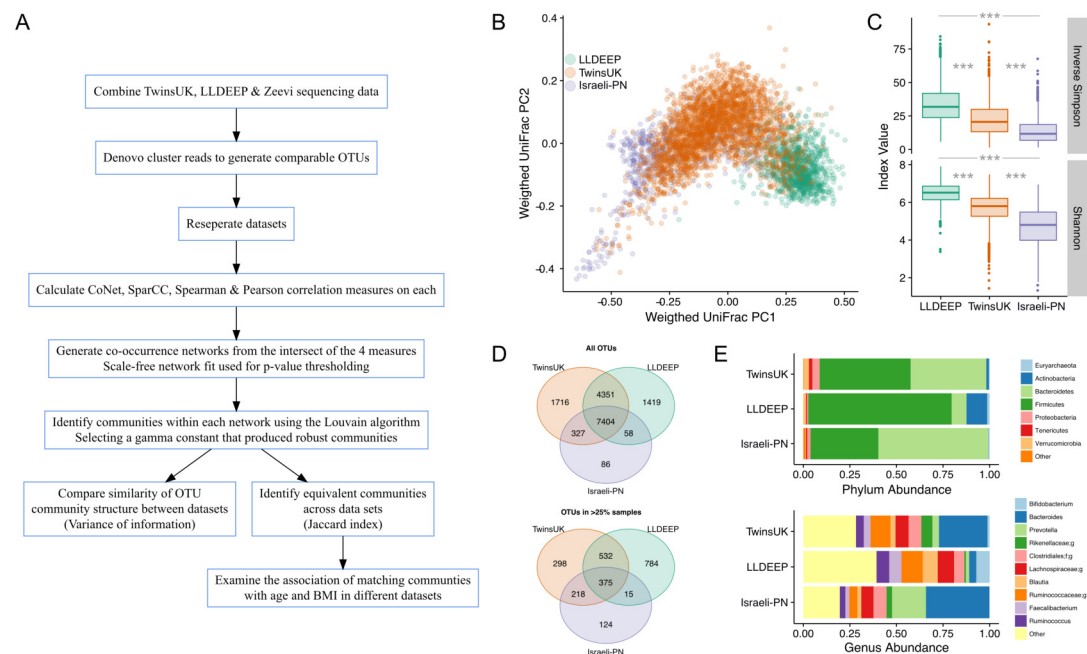 A
Combine TwinsUK, LLDEEP & Zeevi sequencing data
Denovo cluster reads to generate comparable OTUs
Reseperate datasets
Calculate CoNet, SparCC, Spearman & Pearson correlation measures on each
Generate co-occurrence networks from the intersect of the 4 measures
Scale-free network fit used for p-value thresholding
Identify communities within each network using the Louvain algorithm
Selecting a gamma constant that produced robust communities
Compare similarity of OTU
community structure between datasets
(Variance of information)
Identify equivalent communities
across data sets
(Jaccard index)
Examine the association of matching communties
with age and BMI in different datasets
B
0.4
0.2
0.0
-0.2
-0.4
Weigthed UniFrac PC2
LLDEEP
TwinsUK
Israeli-PN
-0.50
-0.25
0.00
0.25
0.50
Weigthed UniFrac PC1
C
Index Value
***
*** ***
75
50
25
0
Inverse Simpson
***
*** ***
8
6
4
2
Shannon
LLDEEP TwinsUK Israeli-PN
D
All OTUs
TwinsUK
LLDEEP
4351
1716
1419
7404
327
58
86
Israeli-PN
OTUs in >25% samples
TwinsUK
LLDEEP
532
298
784
375
218
15
124
Israeli-PN
E
TwinsUK
LLDEEP
Israeli-PN
0.00 0.25 0.50 0.75 1.00
Phylum Abundance
Euryarchaeota
Actinobacteria
Bacteroidetes
Firmicutes
Proteobacteria
Tenericutes
Verrucomicrobia
Other
TwinsUK
LLDEEP
Israeli-PN
0.00 0.25 0.50 0.75 1.00
Genus Abundance
Bifidobacterium
Bacteroides
Prevotella
Rikenellaceae;g
Clostridiales;f;g
Lachnospiraceae;g
Blautia
Ruminococcaceae;g
Faecalibacterium
Ruminococcus
Other